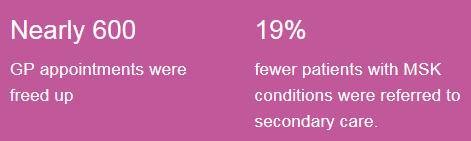 Nearly 600
GP appointments were
freed up
19%
fewer patients with MSK
conditions were referred to
secondary care.